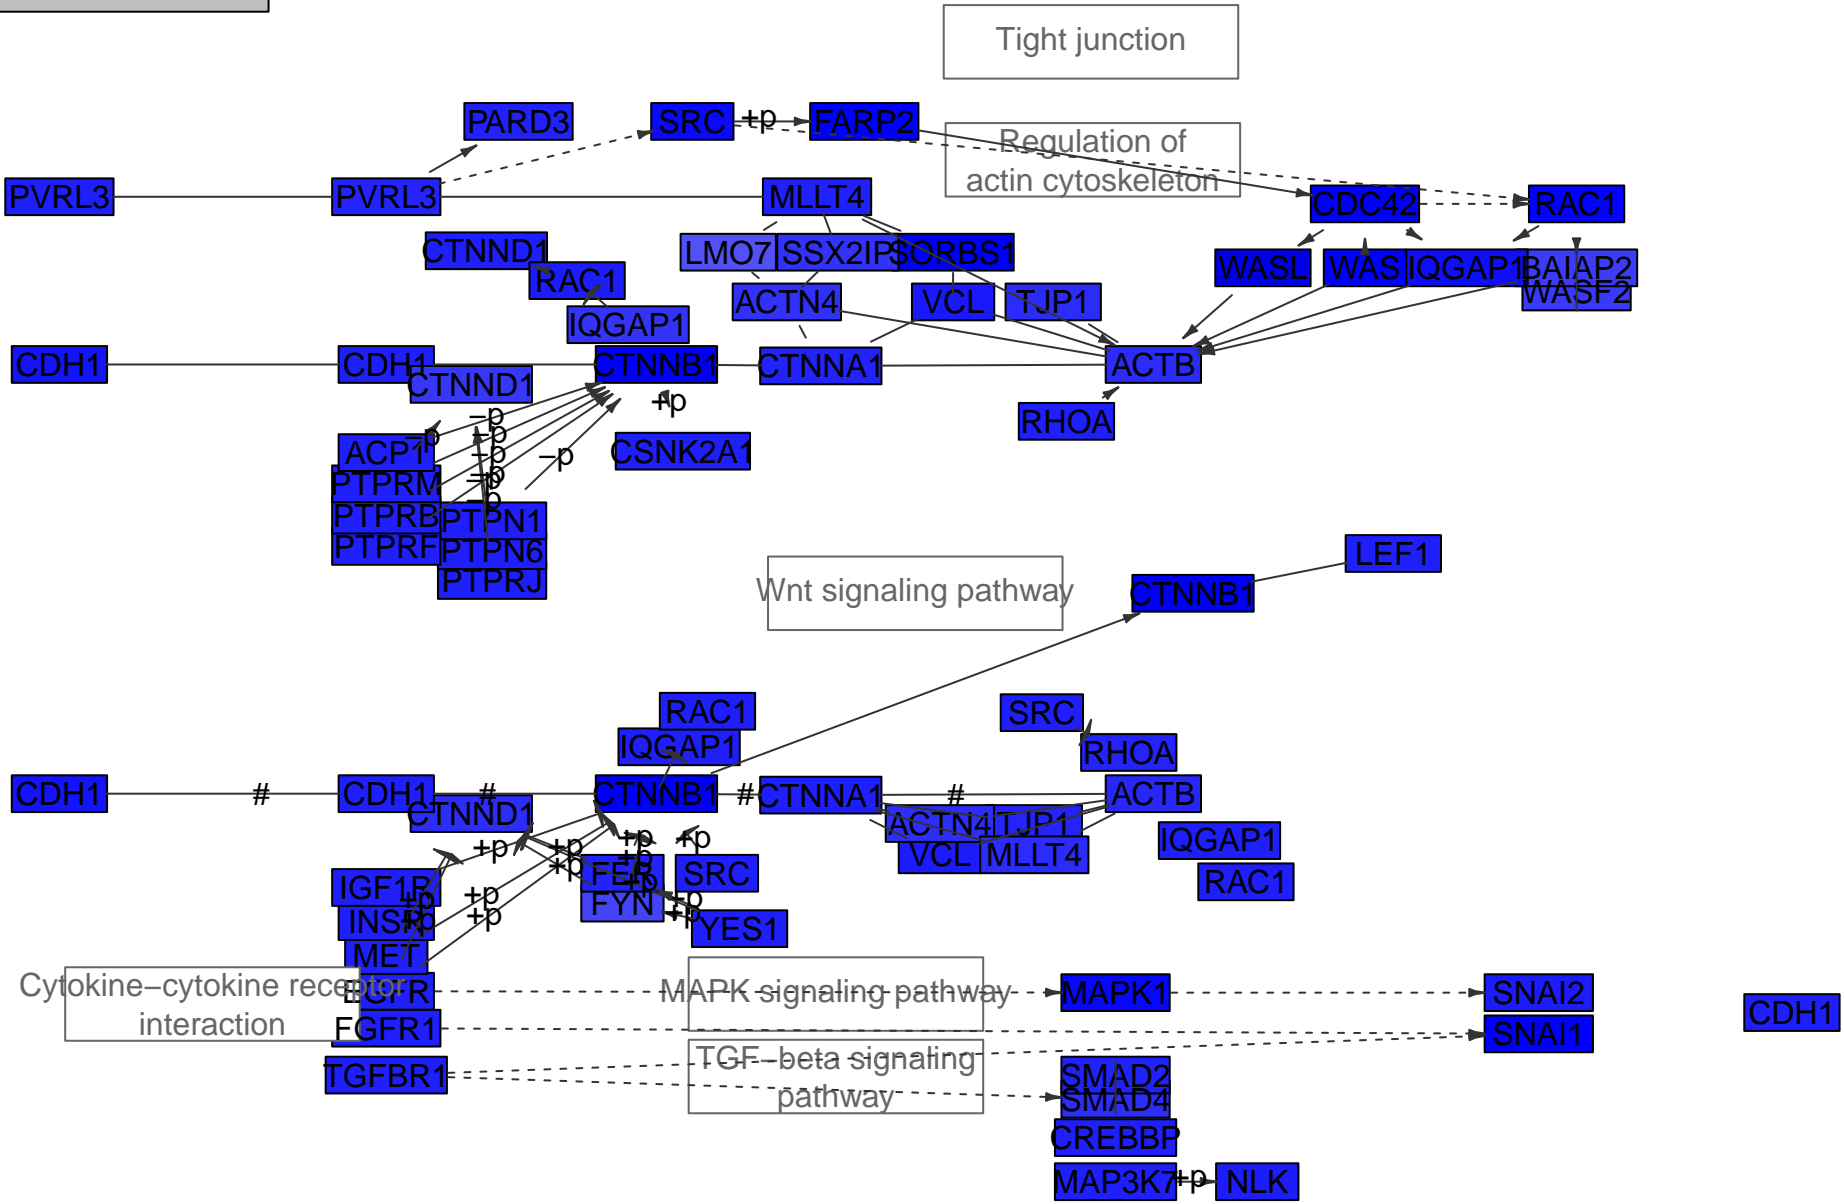 Tight junction
PARD3
SRC
+p
FARP2
Regulation of
actin cytoskeleton
PVRL3
PVRL3
MLLT4
CDC42
RAC1
CTNND1
LMO7
SSX2IP
SORBS1
RAC1
WASL
WAS
IQGAP1
BAIAP2
WASF2
ACTN4
VCL
TJP1
IQGAP1
CDH1
CDH1
CTNNB1
CTNNA1
ACTB
CTNND1
+p
RHOA
–p
–p
–p
ACP1
–p
–p
CSNK2A1
–p
–p
–p
PTPRM
PTPRB
PTPN1
PTPRF
PTPN6
PTPRJ
LEF1
Wnt signaling pathway
CTNNB1
RAC1
SRC
IQGAP1
RHOA
CDH1
#
CDH1
#
CTNNB1
#
CTNNA1
#
ACTB
CTNND1
ACTN4
TJP1
IQGAP1
+p
+p
+p
+p
VCL
MLLT4
+p
+p
FER
SRC
RAC1
IGF1R
+p
+p
+p
FYN
+p
INSR
+p
+p
+p
YES1
MET
Cytokine–cytokine receptor
interaction
EGFR
MAPK signaling pathway
MAPK1
SNAI2
CDH1
FGFR1
SNAI1
TGF–beta signaling
pathway
TGFBR1
SMAD2
SMAD4
CREBBP
MAP3K7
+p
NLK